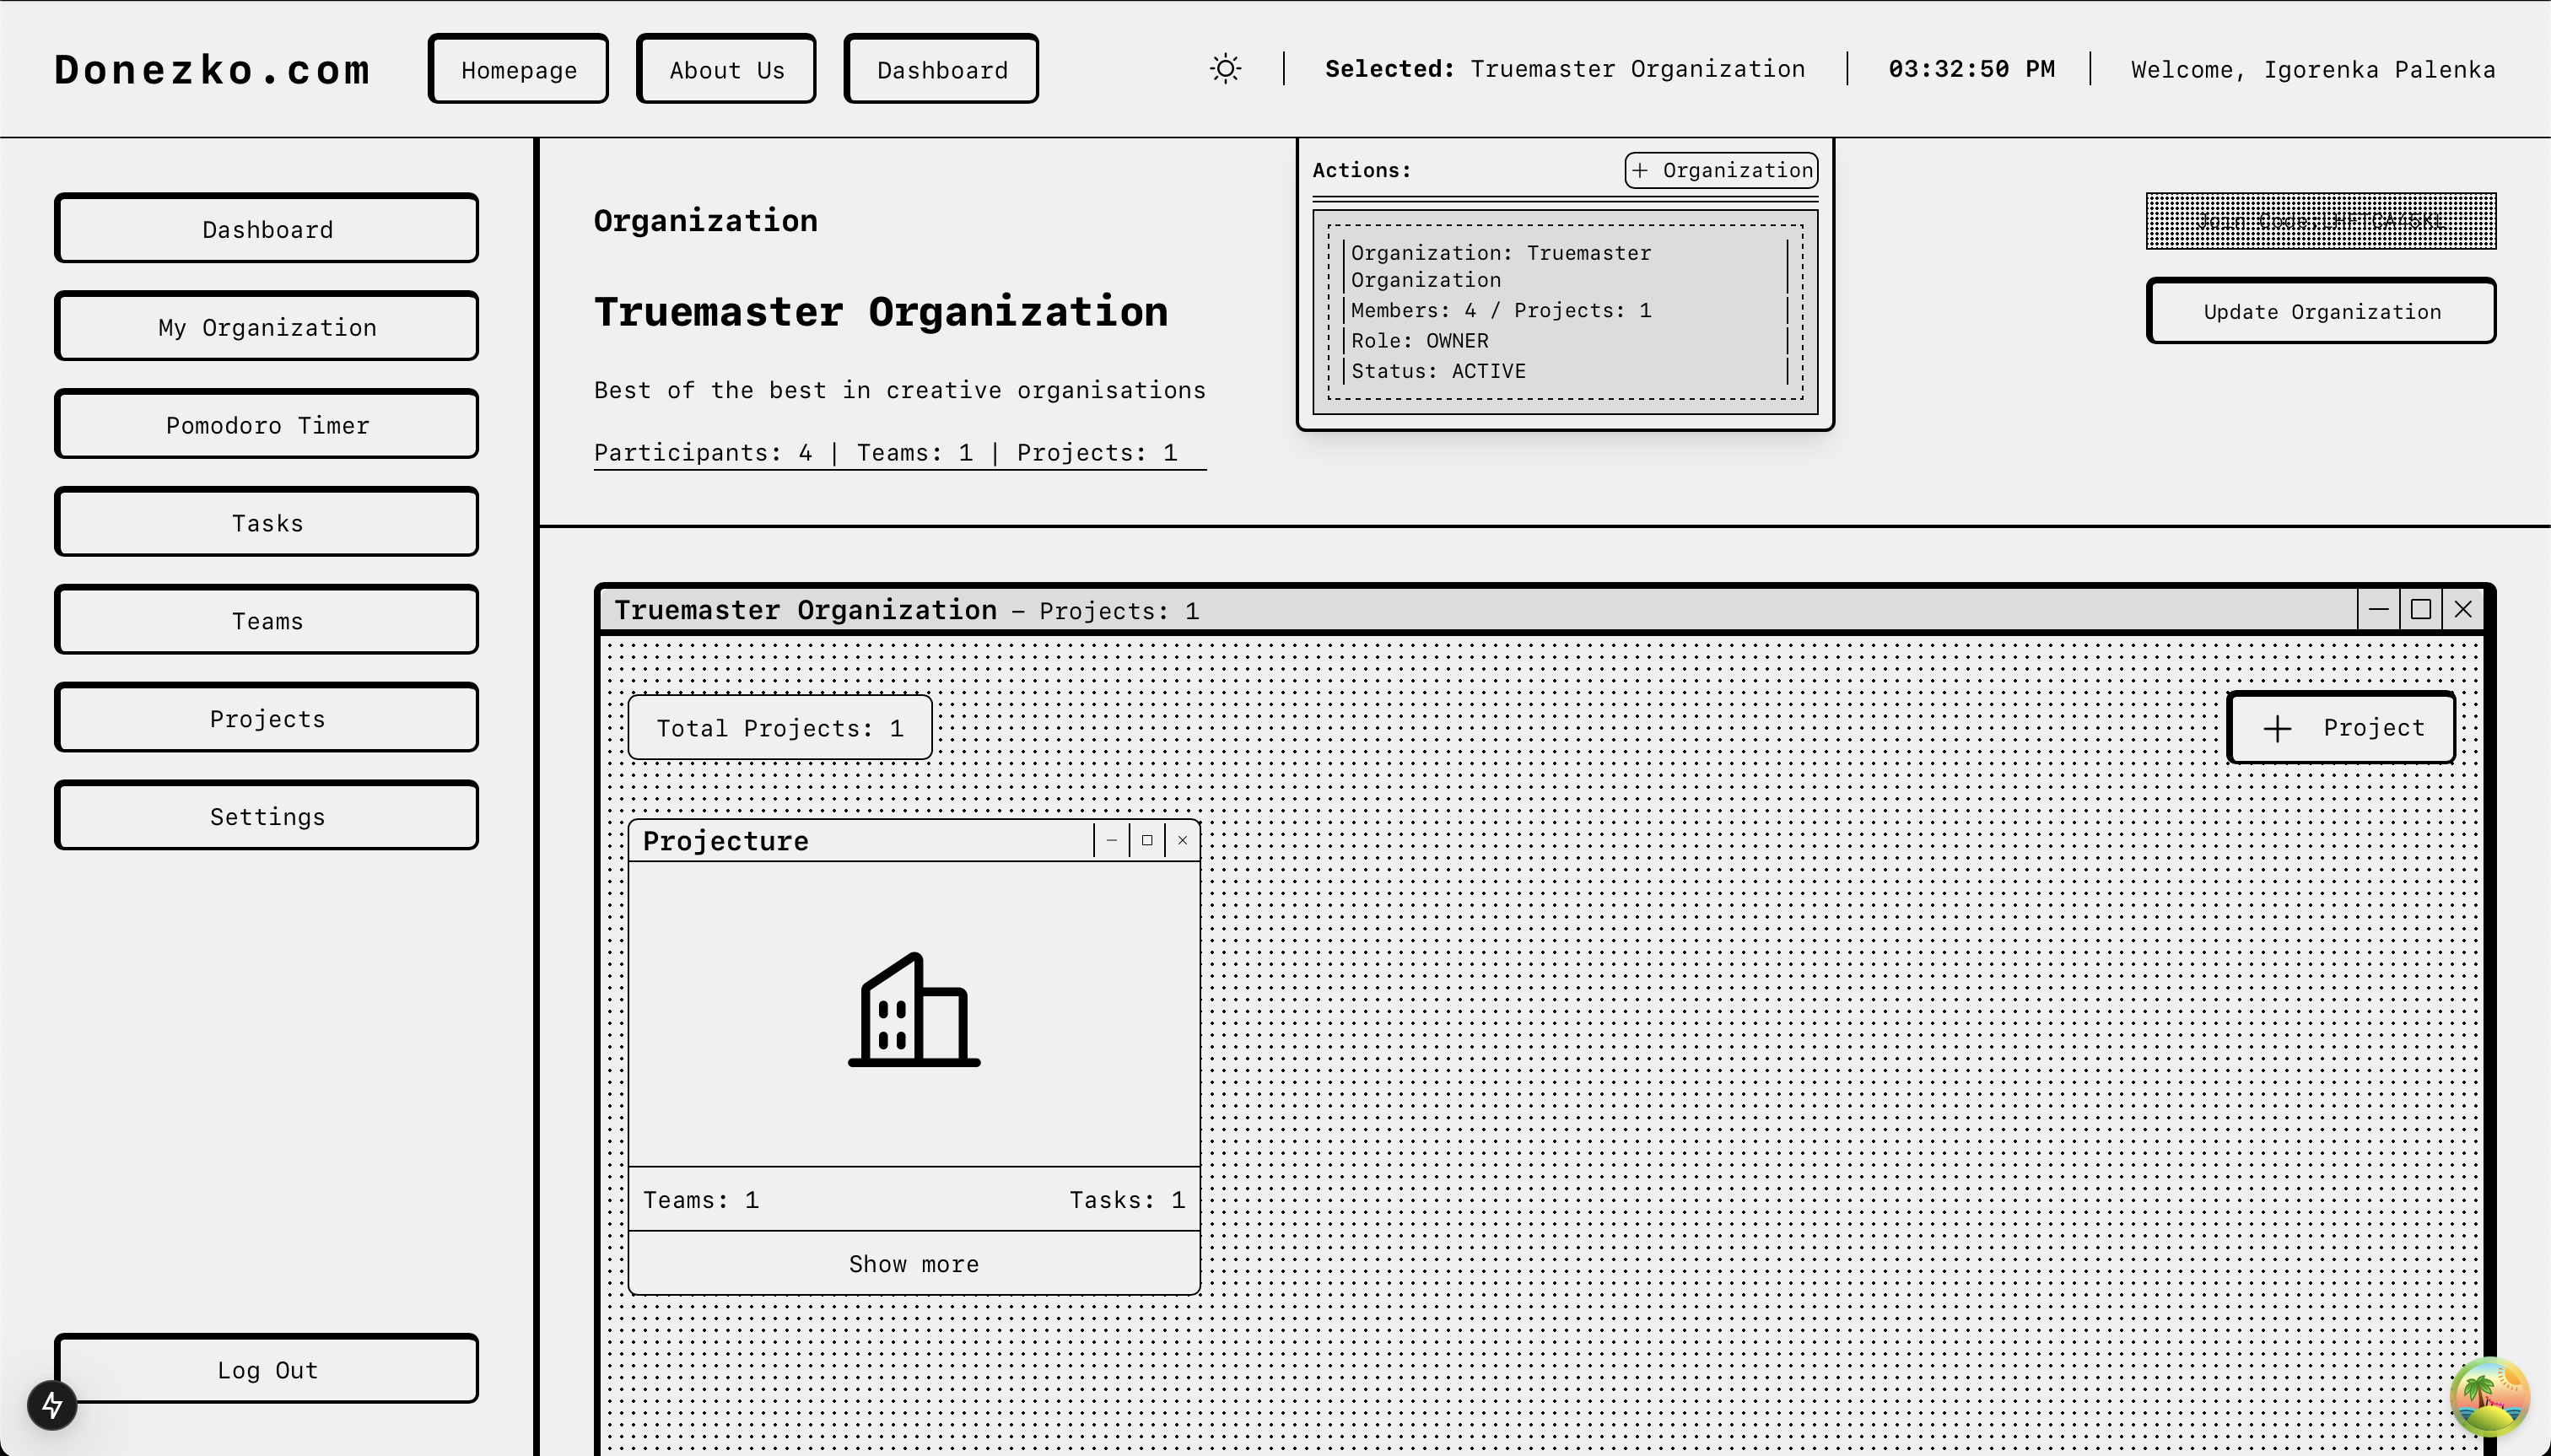 Donezko.com
Homepage
About Us
Dashboard
Selected: Truemaster Organization
03:32:50 PM
Welcome, Igorenka Palenka
Dashboard
My Organization
Pomodoro Timer
Tasks
Teams
Projects
Settings
Log Out
Organization
Truemaster Organization
Best of the best in creative organisations
Participants: 4 | Teams: 1 | Projects: 1
Actions:
+ Organization
Organization: Truemaster
Organization
Members: 4 / Projects: 1
Role: OWNER
Status: ACTIVE
Join Code:
Update Organization
Truemaster Organization – Projects: 1
Total Projects: 1
+ Project
Projecture
Teams: 1
Tasks: 1
Show more